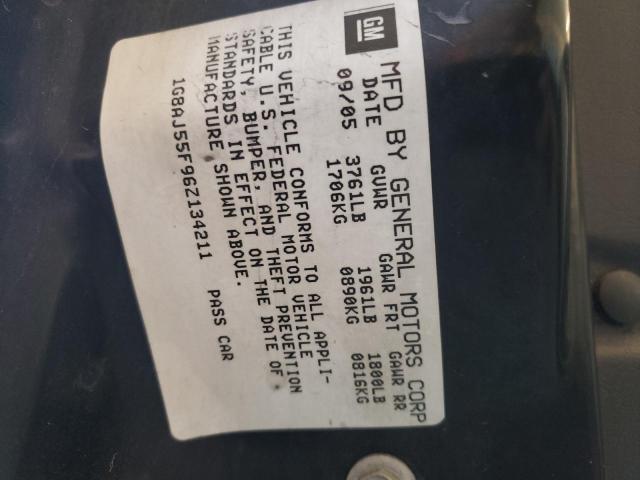 GM
MFD BY GENERAL MOTORS CORP
DATE GVWR GAWR FRT GAWR RR
09/05 3761LB 1961LB 1800LB
1706KG 0890KG 0816KG
THIS VEHICLE CONFORMS TO ALL APPLI-
CABLE U.S. FEDERAL MOTOR VEHICLE
SAFETY, BUMPER, AND THEFT PREVENTION
STANDARDS IN EFFECT ON THE DATE OF
MANUFACTURE SHOWN ABOVE.
1G8AJ55F96Z134211 PASS CAR